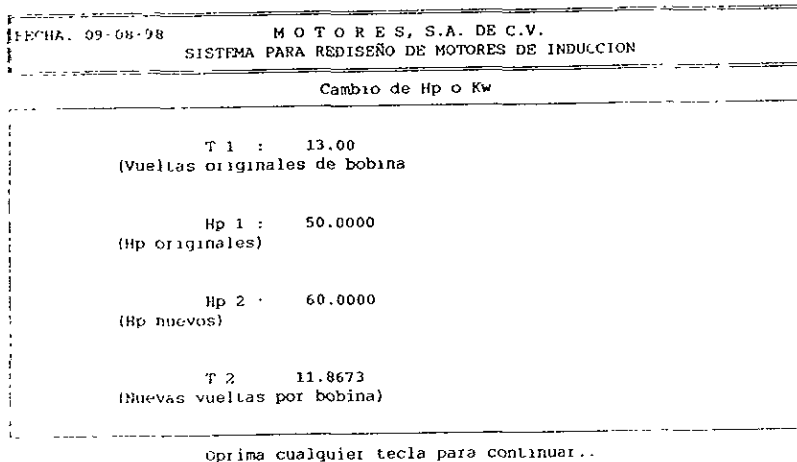 FECHA. 09-08-98 M O T O R E S, S.A. DE C.V.
SISTEMA PARA REDISEÑO DE MOTORES DE INDUCCION
Cambio de Hp o Kw
T 1 : 13.00
(Vueltas originales de bobina
Hp 1 : 50.0000
(Hp originales)
Hp 2 · 60.0000
(Hp nuevos)
T 2 11.8673
(Nuevas vueltas por bobina)
Oprima cualquier tecla para continuar..